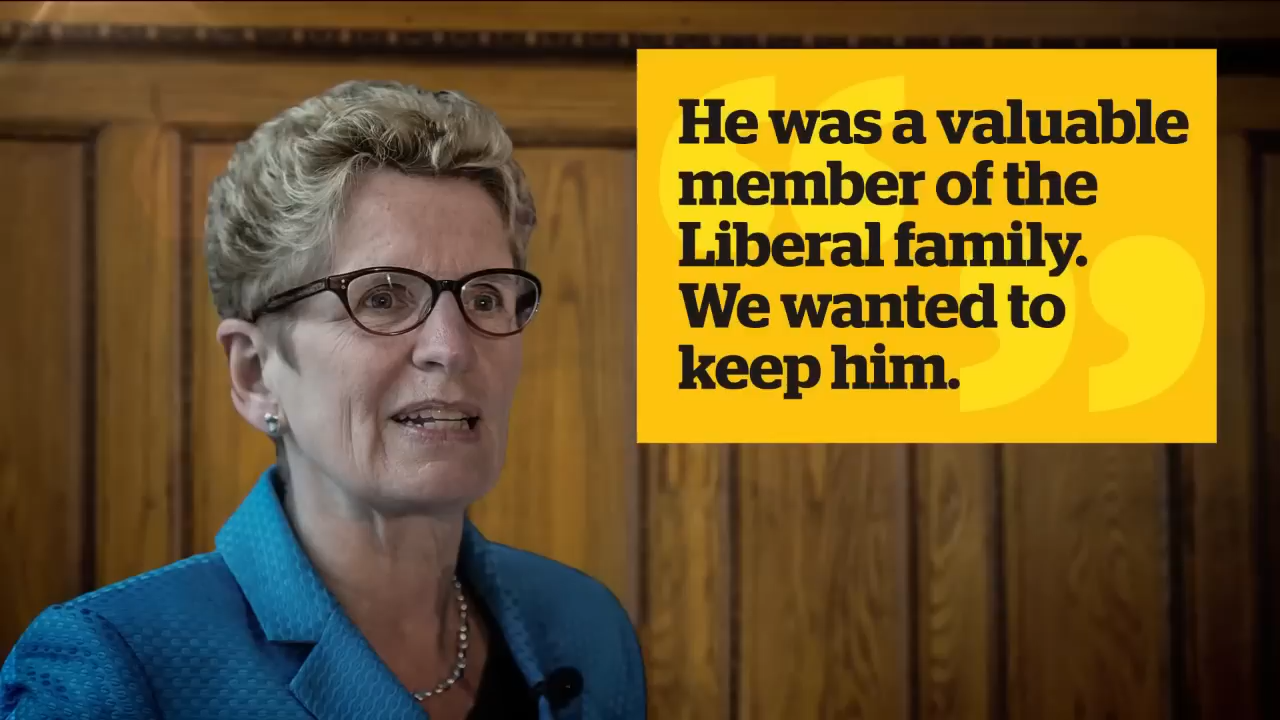 He was a valuable
member of the
Liberal family.
We wanted to
keep him.